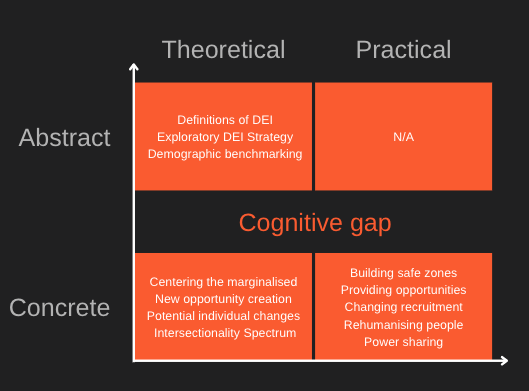 Theoretical
Practical
Abstract
Definitions of DEI
Exploratory DEI Strategy
Demographic benchmarking
N/A
Cognitive gap
Concrete
Centering the marginalised
New opportunity creation
Potential individual changes
Intersectionality Spectrum
Building safe zones
Providing opportunities
Changing recruitment
Rehumanising people
Power sharing